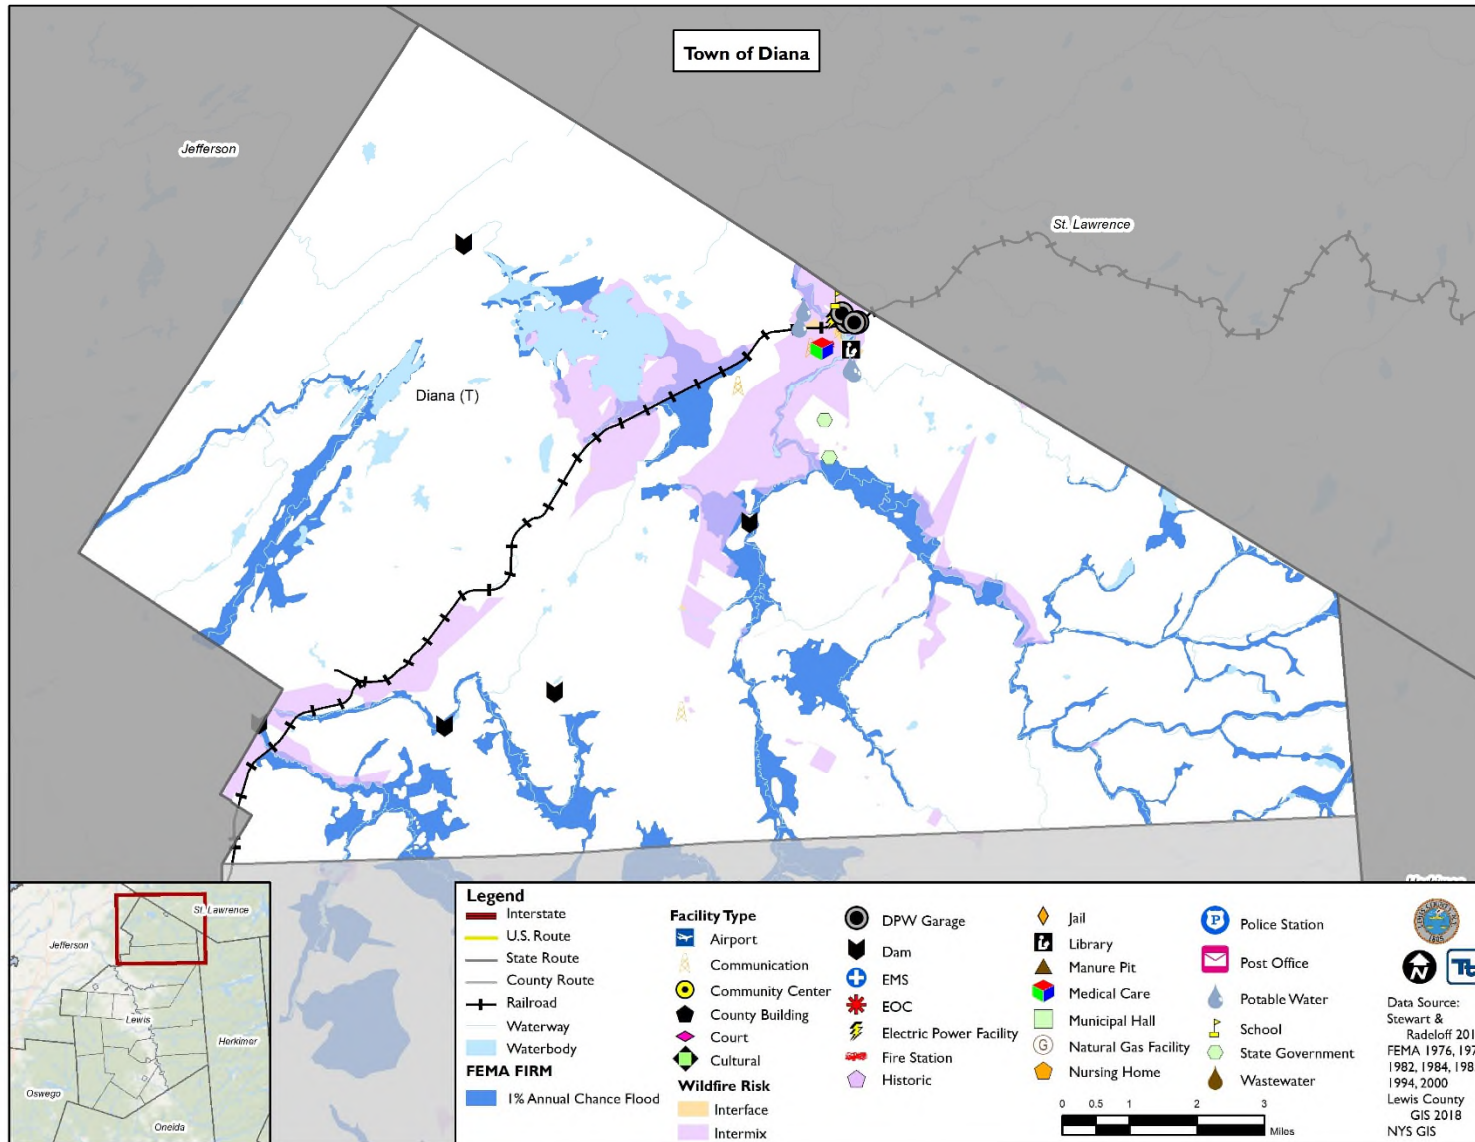 Town of Diana
Jefferson
St. Lawrence
Diana (T)
St. Lawrence
Jefferson
Lewis
Herkimer
Oswego
Oneida
Legend
Interstate
U.S. Route
State Route
County Route
Railroad
Waterway
Waterbody
FEMA FIRM
1% Annual Chance Flood
Facility Type
Airport
Communication
Community Center
County Building
Court
Cultural
Wildfire Risk
Interface
Intermix
DPW Garage
Dam
EMS
EOC
Electric Power Facility
Fire Station
Historic
Jail
Library
Manure Pit
Medical Care
Municipal Hall
G
Natural Gas Facility
Nursing Home
P
Police Station
Post Office
Potable Water
School
State Government
Wastewater
0 0.5 1 2 3
Miles
N
Tt
Data Source:
Stewart &
Radeloff 201
FEMA 1976, 197
1982, 1984, 198
1994, 2000
Lewis County
GIS 2018
NYS GIS